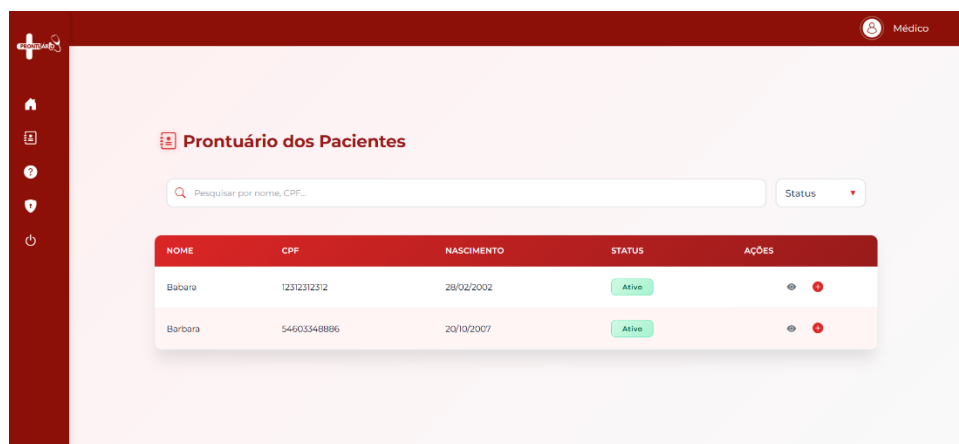 PRONTUÁRIO
Médico
Prontuário dos Pacientes
Pesquisar por nome, CPF...
Status
NOME CPF NASCIMENTO STATUS AÇÕES
Babara 12312312312 28/02/2002 Ativo
Barbara 54603348886 20/10/2007 Ativo